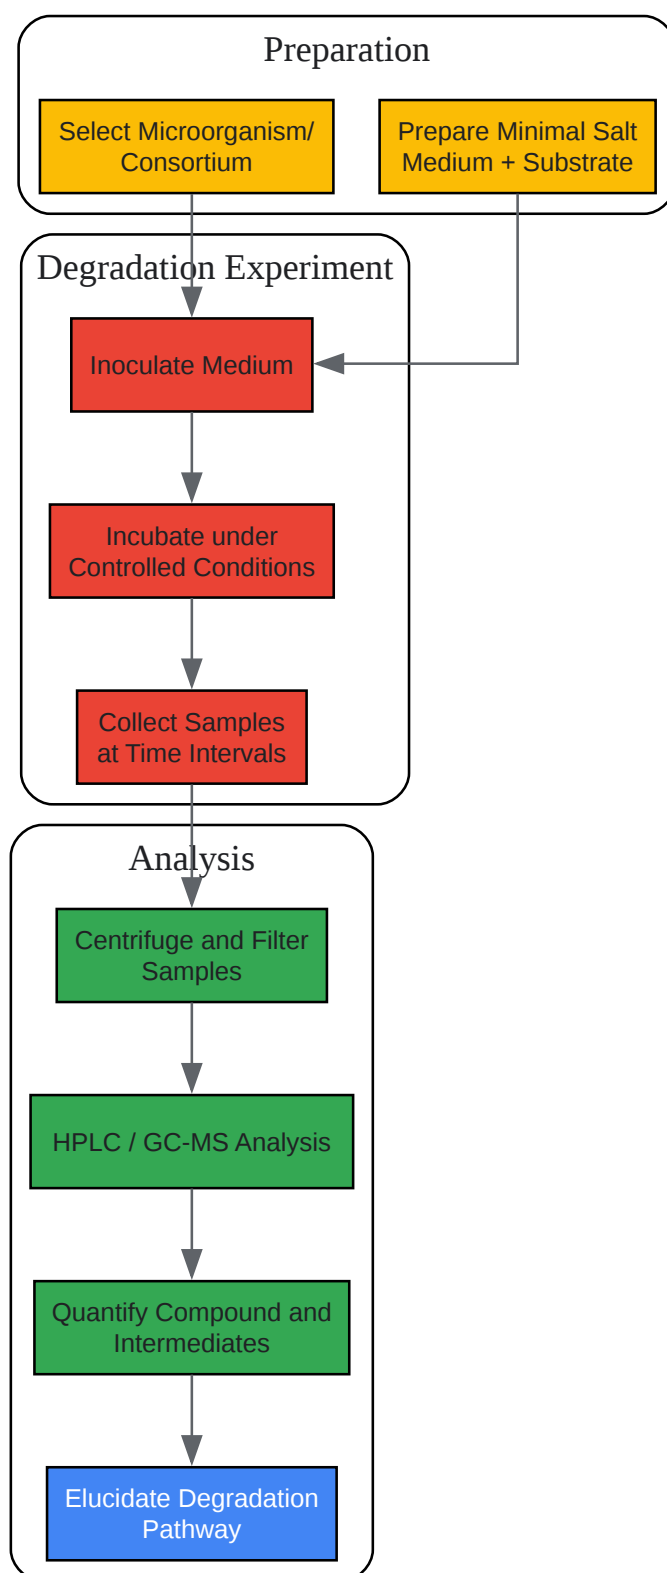 Preparation
Select Microorganism/
Consortium
Prepare Minimal Salt
Medium + Substrate
Degradation Experiment
Inoculate Medium
Incubate under
Controlled Conditions
Collect Samples
at Time Intervals
Analysis
Centrifuge and Filter
Samples
HPLC / GC-MS Analysis
Quantify Compound and
Intermediates
Elucidate Degradation
Pathway